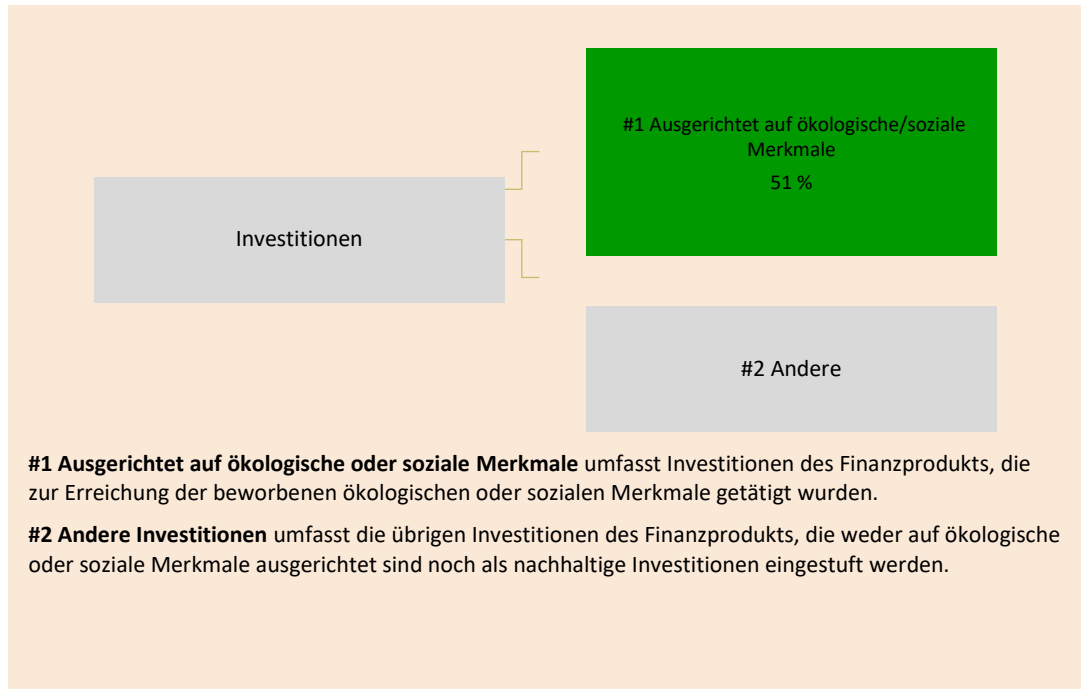 #1 Ausgerichtet auf ökologische/soziale
Merkmale
51 %
Investitionen
#2 Andere
#1 Ausgerichtet auf ökologische oder soziale Merkmale umfasst Investitionen des Finanzprodukts, die
zur Erreichung der beworbenen ökologischen oder sozialen Merkmale getätigt wurden.
#2 Andere Investitionen umfasst die übrigen Investitionen des Finanzprodukts, die weder auf ökologische
oder soziale Merkmale ausgerichtet sind noch als nachhaltige Investitionen eingestuft werden.